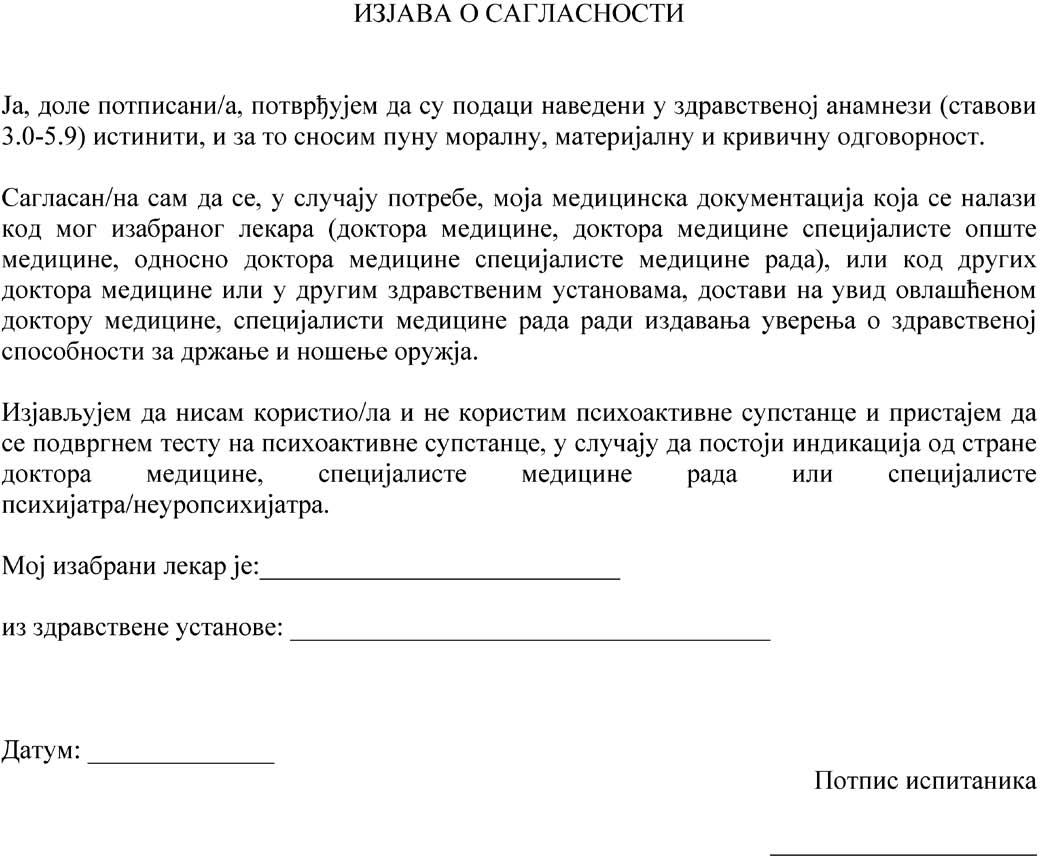 ИЗЈАВА О САГЛАСНОСТИ
Ја, доле потписани/а, потврђујем да су подаци наведени у здравственој анамнези (ставови
3.0-5.9) истинити, и за то сносим пуну моралну, материјалну и кривичну одговорност.
Сагласан/на сам да се, у случају потребе, моја медицинска документација која се налази
код мог изабраног лекара (доктора медицине, доктора медицине специјалисте опште
медицине, односно доктора медицине специјалисте медицине рада), или код других
доктора медицине или у другим здравственим установама, достави на увид овлашћеном
доктору медицине, специјалисти медицине рада ради издавања уверења о здравственој
способности за држање и ношење оружја.
Изјављујем да нисам користио/ла и не користим психоактивне супстанце и пристајем да
се подвргнем тесту на психоактивне супстанце, у случају да постоји индикација од стране
доктора медицине, специјалисте медицине рада или специјалисте
психијатра/неуропсихијатра.
Мој изабрани лекар је:___________________________
из здравствене установе: ____________________________________
Датум: ______________
Потпис испитаника
____________________